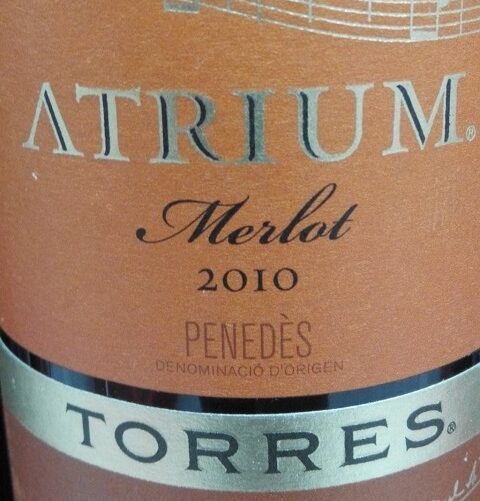 ATRIUM®
Merlot
2010
PENEDÈS
DENOMINACIÓ D'ORIGEN
TORRES®